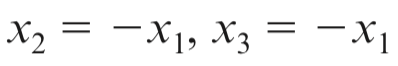 x₂ = −x₁, x₃ = −x₁